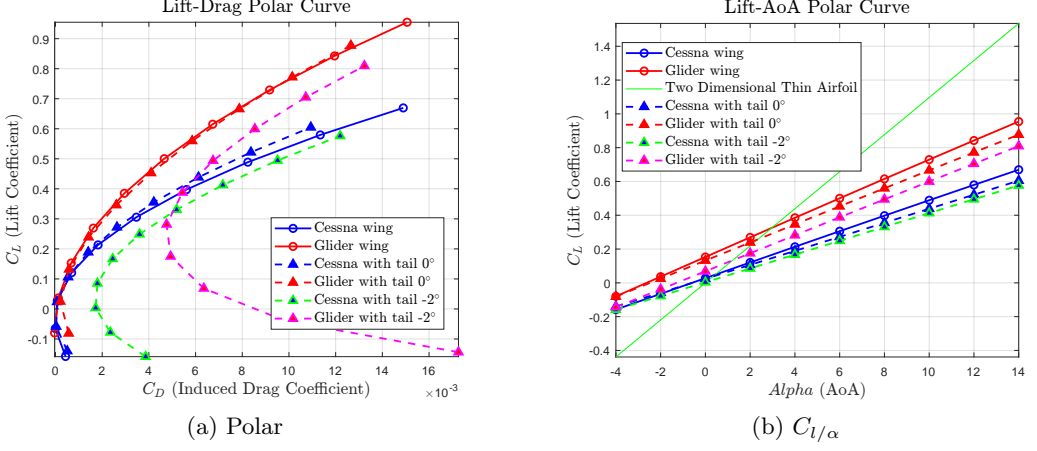 Lift-Drag Polar Curve
0.9
0.8
0.7
0.6
0.5
0.4
0.3
0.2
0.1
0
-0.1
C_L (Lift Coefficient)
Cessna wing
Glider wing
Cessna with tail 0°
Glider with tail 0°
Cessna with tail -2°
Glider with tail -2°
0 2 4 6 8 10 12 14 16
C_D (Induced Drag Coefficient)
×10⁻³
(a) Polar
Lift-AoA Polar Curve
1.4
1.2
1
0.8
0.6
0.4
0.2
0
-0.2
-0.4
C_L (Lift Coefficient)
Cessna wing
Glider wing
Two Dimensional Thin Airfoil
Cessna with tail 0°
Glider with tail 0°
Cessna with tail -2°
Glider with tail -2°
-4 -2 0 2 4 6 8 10 12 14
Alpha (AoA)
(b) C_{l/α}